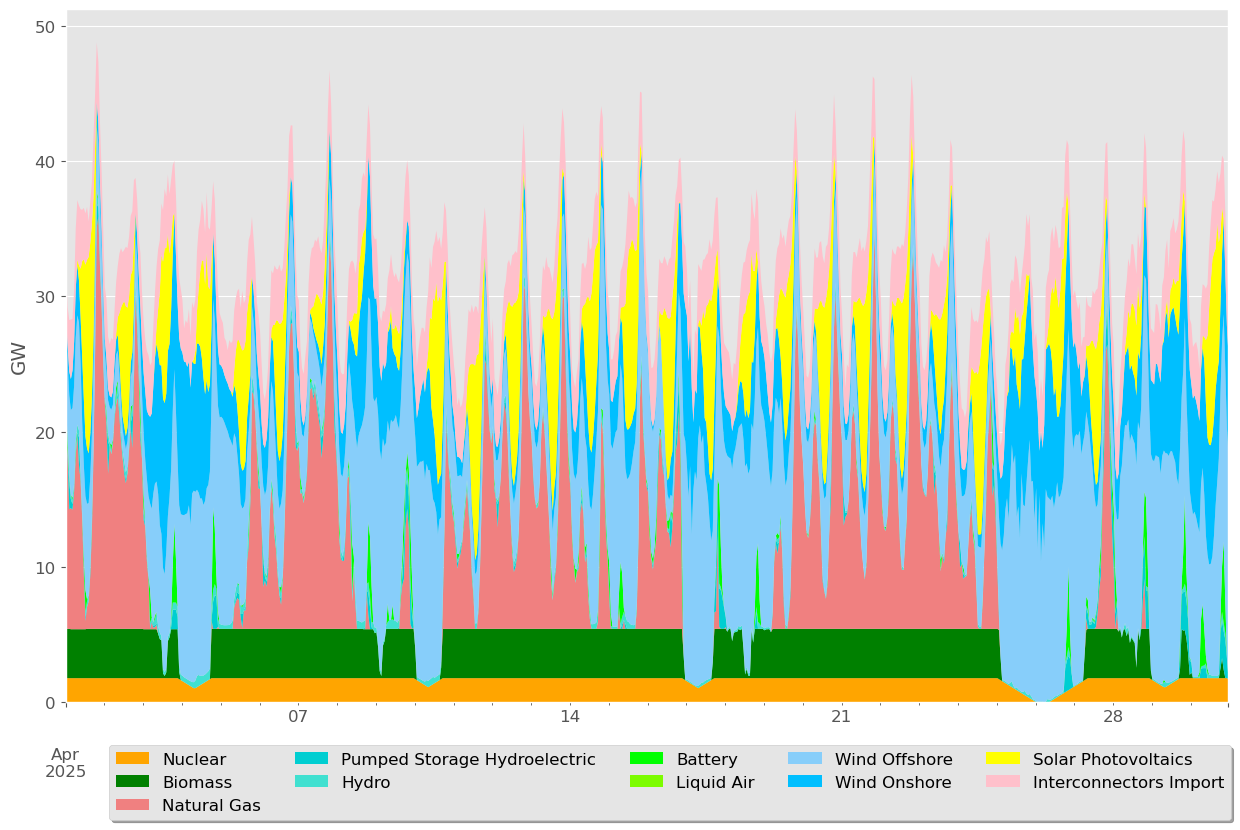 50
40
30
20
10
0
GW
07 14 21 28
Apr
2025
Nuclear Pumped Storage Hydroelectric Battery Wind Offshore Solar Photovoltaics
Biomass Hydro Liquid Air Wind Onshore Interconnectors Import
Natural Gas